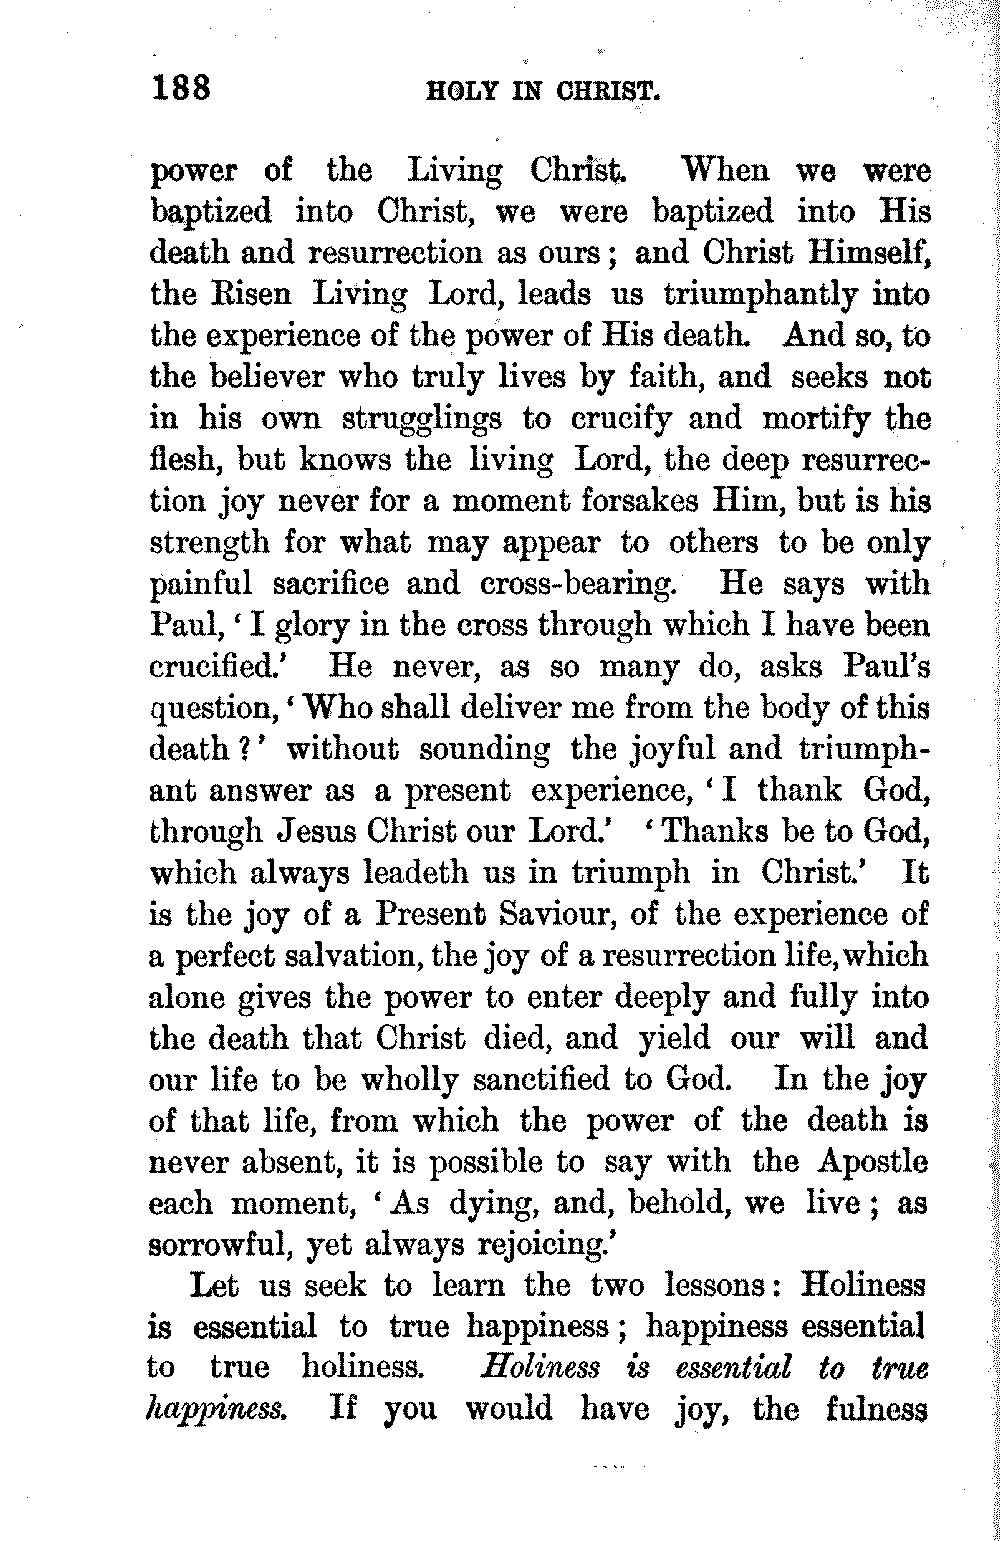 188 HOLY IN CHRIST.
power of the Living Christ. When we were
baptized into Christ, we were baptized into His
death and resurrection as ours; and Christ Himself,
the Risen Living Lord, leads us triumphantly into
the experience of the power of His death. And so, to
the believer who truly lives by faith, and seeks not
in his own strugglings to crucify and mortify the
flesh, but knows the living Lord, the deep resurrec-
tion joy never for a moment forsakes Him, but is his
strength for what may appear to others to be only
painful sacrifice and cross-bearing. He says with
Paul, ‘I glory in the cross through which I have been
crucified.’ He never, as so many do, asks Paul’s
question, ‘Who shall deliver me from the body of this
death?’ without sounding the joyful and triumph-
ant answer as a present experience, ‘I thank God,
through Jesus Christ our Lord.’ ‘Thanks be to God,
which always leadeth us in triumph in Christ.’ It
is the joy of a Present Saviour, of the experience of
a perfect salvation, the joy of a resurrection life, which
alone gives the power to enter deeply and fully into
the death that Christ died, and yield our will and
our life to be wholly sanctified to God. In the joy
of that life, from which the power of the death is
never absent, it is possible to say with the Apostle
each moment, ‘As dying, and, behold, we live; as
sorrowful, yet always rejoicing.’
Let us seek to learn the two lessons: Holiness
is essential to true happiness; happiness essential
to true holiness. Holiness is essential to true
happiness. If you would have joy, the fulness